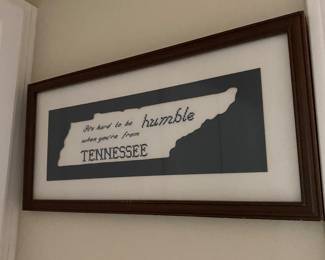 It's hard to be humble
when you're from
TENNESSEE